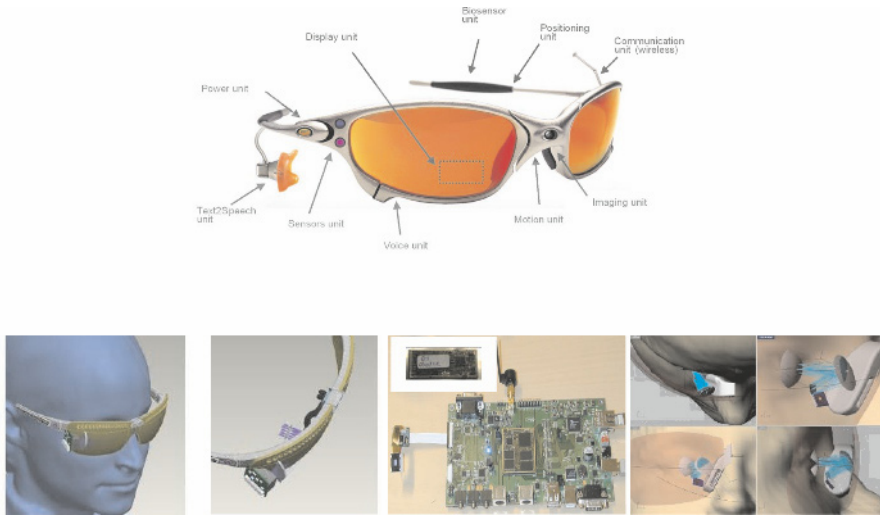 Biosensor
unit
Display unit
Positioning
unit
Communication
unit (wireless)
Power unit
Text2Speech
unit
Sensors unit
Voice unit
Motion unit
Imaging unit